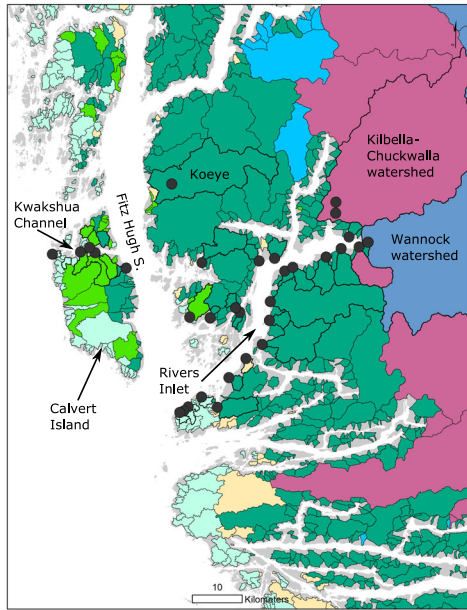 Kilbella-
Chuckwalla
watershed
Koeye
Kwakshua
Channel
Fitz Hugh S.
Wannock
watershed
Rivers
Inlet
Calvert
Island
10
Kilometers